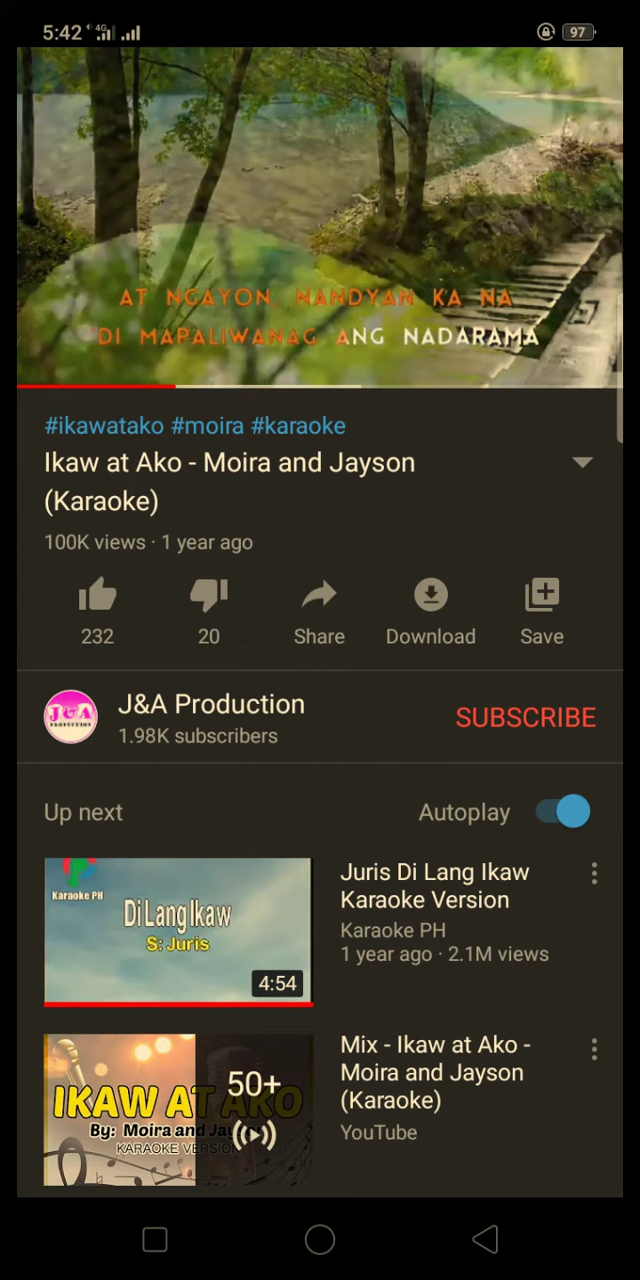 5:42 4G 97
AT NGAYON, NANDYAN KA NA
DI MAPALIWANAG ANG NADARAMA
#ikawatako #moira #karaoke
Ikaw at Ako - Moira and Jayson
(Karaoke)
100K views · 1 year ago
232 20 Share Download Save
J&A
PRODUCTION
J&A Production
1.98K subscribers
SUBSCRIBE
Up next
Autoplay
Karaoke PH
Di Lang Ikaw
S: Juris
4:54
Juris Di Lang Ikaw
Karaoke Version
Karaoke PH
1 year ago · 2.1M views
IKAW AT AKO
By: Moira and Jay
KARAOKE VERSION
50+
Mix - Ikaw at Ako -
Moira and Jayson
(Karaoke)
YouTube